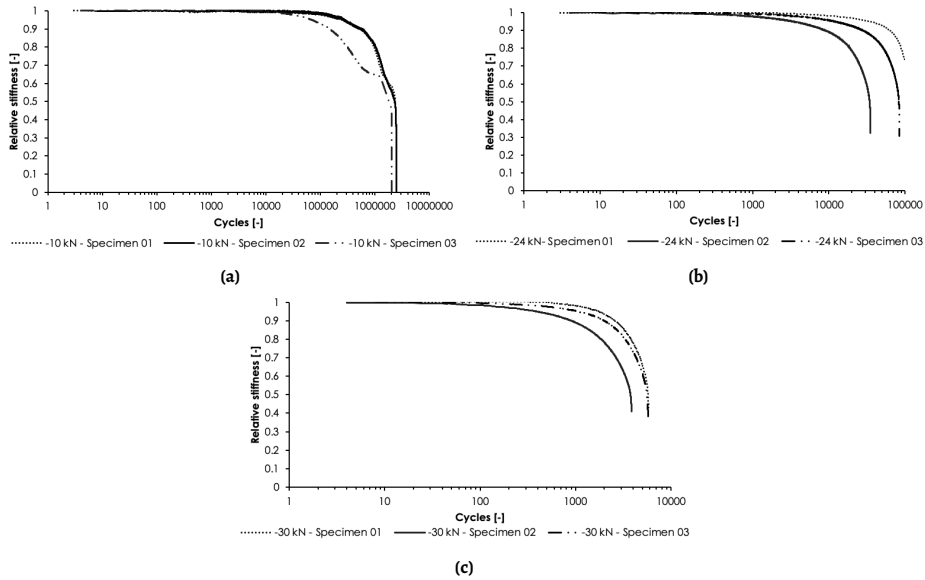 Relative stiffness [-]
1
0.9
0.8
0.7
0.6
0.5
0.4
0.3
0.2
0.1
0
1 10 100 1000 10000 100000 1000000 10000000
Cycles [-]
-10 kN - Specimen 01 -10 kN - Specimen 02 -10 kN - Specimen 03
(a)
Relative stiffness [-]
1
0.9
0.8
0.7
0.6
0.5
0.4
0.3
0.2
0.1
0
1 10 100 1000 10000 100000
Cycles [-]
-24 kN- Specimen 01 -24 kN - Specimen 02 -24 kN - Specimen 03
(b)
Relative stiffness [-]
1
0.9
0.8
0.7
0.6
0.5
0.4
0.3
0.2
0.1
0
1 10 100 1000 10000
Cycles [-]
-30 kN - Specimen 01 -30 kN - Specimen 02 -30 kN - Specimen 03
(c)